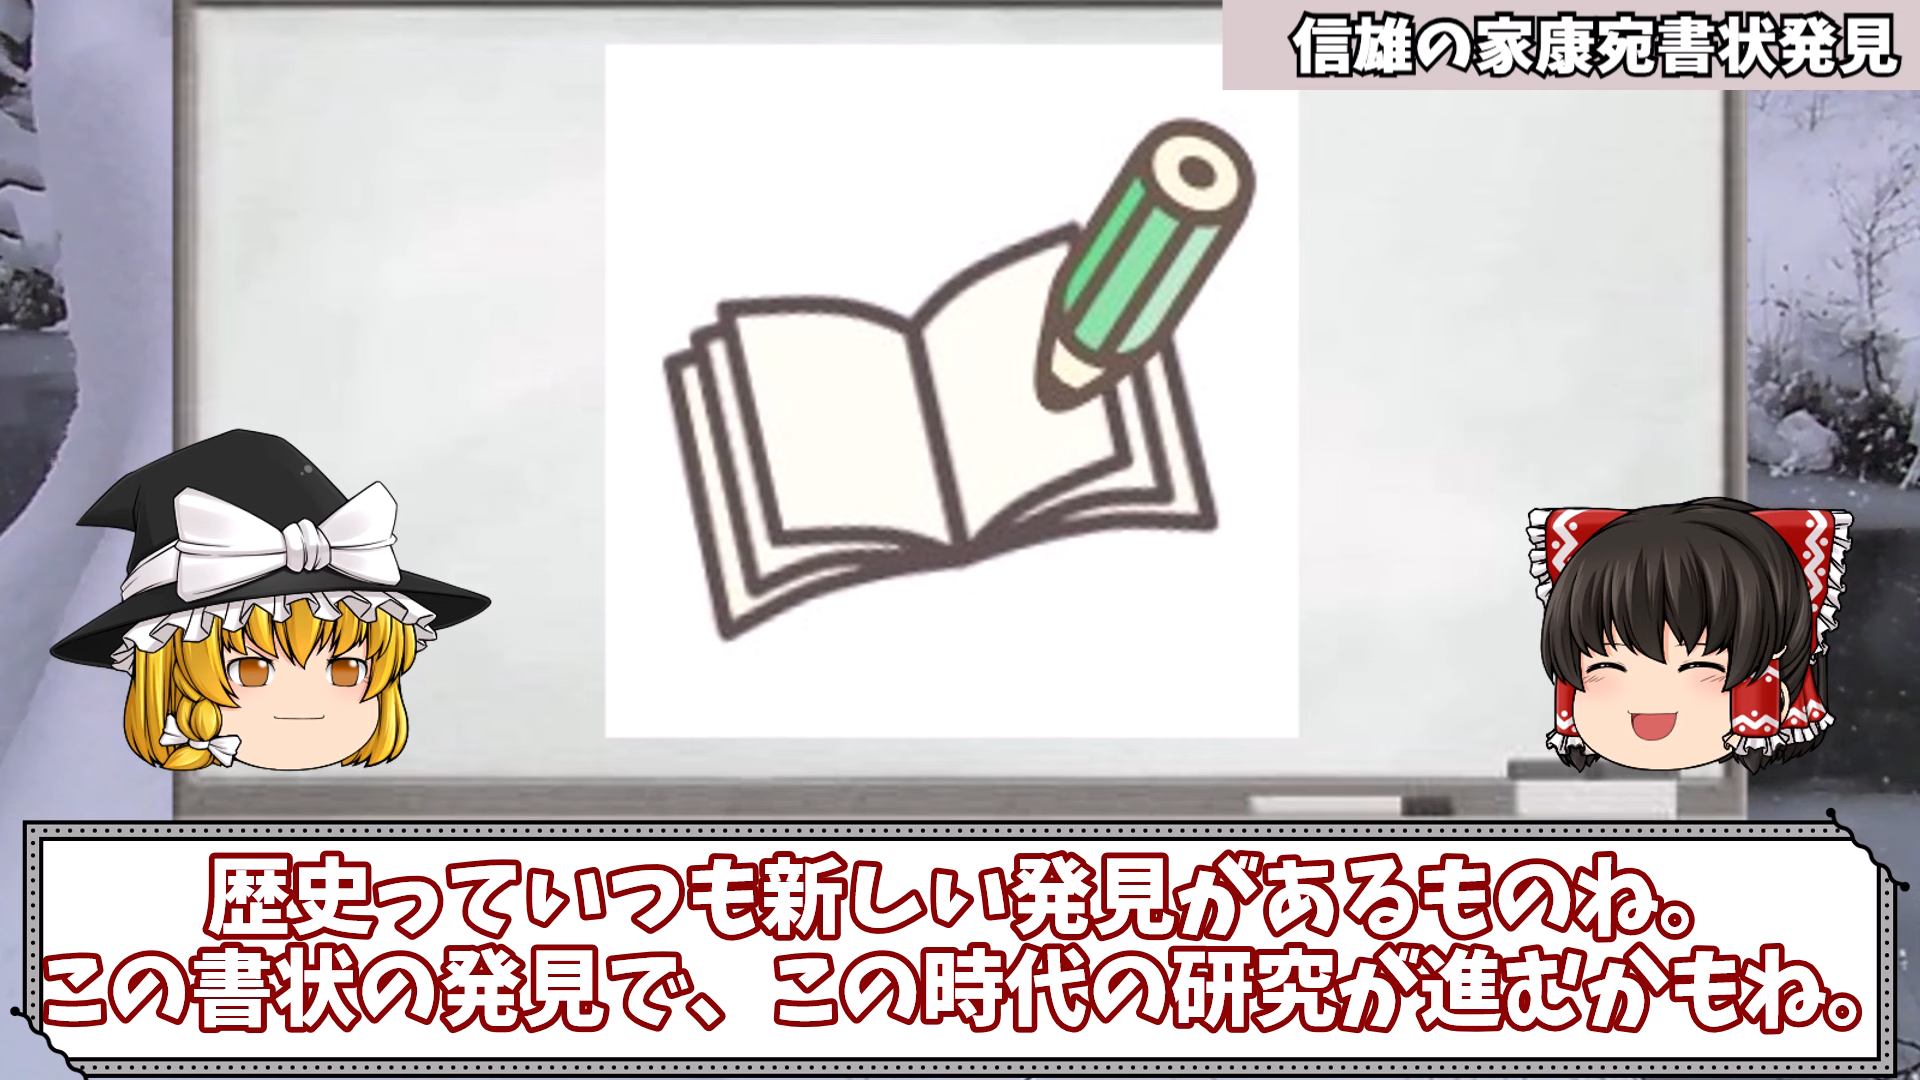 信雄の家康宛書状発見
歴史っていつも新しい発見があるものね。
この書状の発見で、この時代の研究が進むかもね。